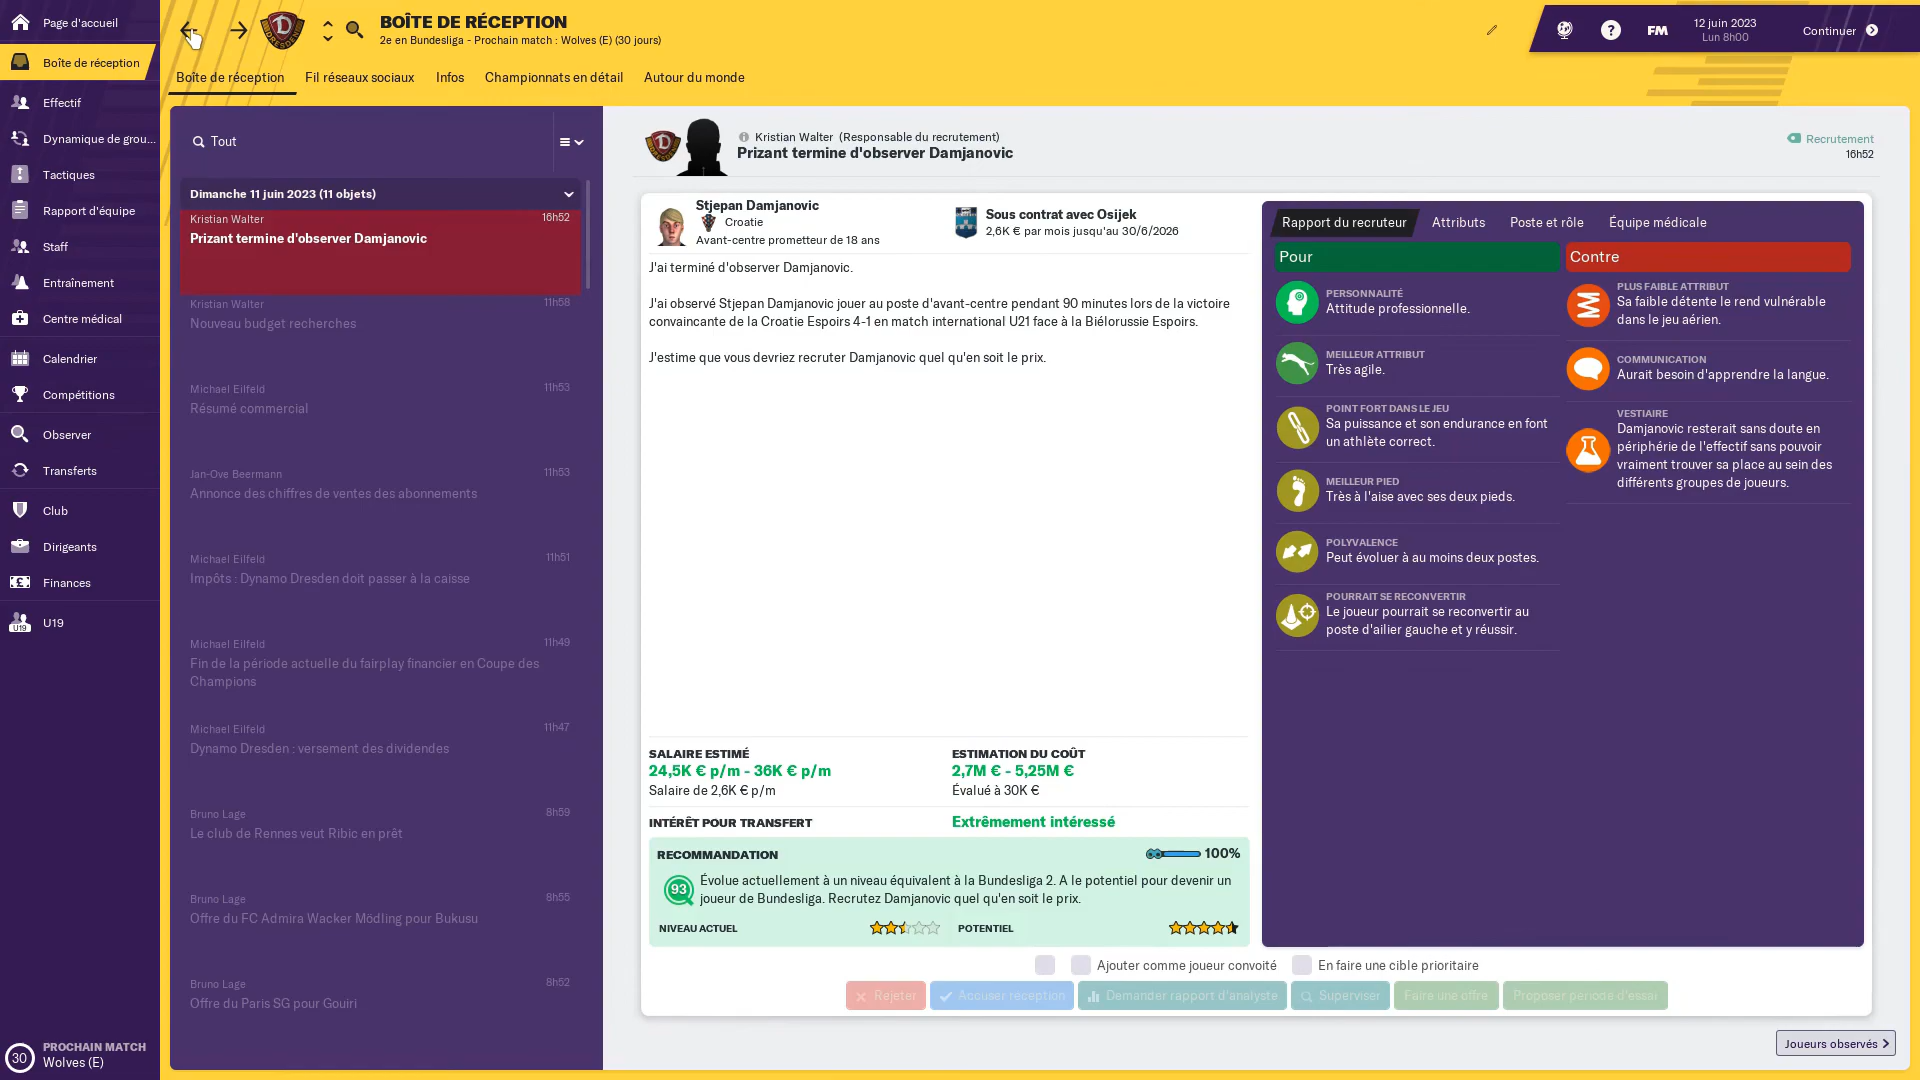 Page d'accueil
Boîte de réception
Effectif
Dynamique de grou...
Tactiques
Rapport d'équipe
Staff
Entraînement
Centre médical
Calendrier
Compétitions
Observer
Transferts
Club
Dirigeants
Finances
U19
U19
30
PROCHAIN MATCH
Wolves (E)
BOÎTE DE RÉCEPTION
2e en Bundesliga - Prochain match : Wolves (E) (30 jours)
FM
12 juin 2023
Lun 8h00
Continuer
Boîte de réception
Fil réseaux sociaux
Infos
Championnats en détail
Autour du monde
Tout
Dimanche 11 juin 2023 (11 objets)
Kristian Walter
16h52
Prizant termine d'observer Damjanovic
Kristian Walter
11h58
Nouveau budget recherches
Michael Eilfeld
11h53
Résumé commercial
Jan-Ove Beermann
11h53
Annonce des chiffres de ventes des abonnements
Michael Eilfeld
11h51
Impôts : Dynamo Dresden doit passer à la caisse
Michael Eilfeld
11h49
Fin de la période actuelle du fairplay financier en Coupe des
Champions
Michael Eilfeld
11h47
Dynamo Dresden : versement des dividendes
Bruno Lage
8h59
Le club de Rennes veut Ribic en prêt
Bruno Lage
8h55
Offre du FC Admira Wacker Mödling pour Bukusu
Bruno Lage
8h52
Offre du Paris SG pour Gouiri
Kristian Walter (Responsable du recrutement)
Prizant termine d'observer Damjanovic
Recrutement
16h52
Stjepan Damjanovic
Croatie
Avant-centre prometteur de 18 ans
Sous contrat avec Osijek
2,6K € par mois jusqu'au 30/6/2026
J'ai terminé d'observer Damjanovic.
J'ai observé Stjepan Damjanovic jouer au poste d'avant-centre pendant 90 minutes lors de la victoire
convaincante de la Croatie Espoirs 4-1 en match international U21 face à la Biélorussie Espoirs.
J'estime que vous devriez recruter Damjanovic quel qu'en soit le prix.
SALAIRE ESTIMÉ
24,5K € p/m - 36K € p/m
Salaire de 2,6K € p/m
ESTIMATION DU COÛT
2,7M € - 5,25M €
Évalué à 30K €
INTÉRÊT POUR TRANSFERT
Extrêmement intéressé
RECOMMANDATION
100%
93
Évolue actuellement à un niveau équivalent à la Bundesliga 2. A le potentiel pour devenir un
joueur de Bundesliga. Recrutez Damjanovic quel qu'en soit le prix.
NIVEAU ACTUEL
POTENTIEL
Rapport du recruteur
Attributs
Poste et rôle
Équipe médicale
Pour
PERSONNALITÉ
Attitude professionnelle.
MEILLEUR ATTRIBUT
Très agile.
POINT FORT DANS LE JEU
Sa puissance et son endurance en font
un athlète correct.
MEILLEUR PIED
Très à l'aise avec ses deux pieds.
POLYVALENCE
Peut évoluer à au moins deux postes.
POURRAIT SE RECONVERTIR
Le joueur pourrait se reconvertir au
poste d'ailier gauche et y réussir.
Contre
PLUS FAIBLE ATTRIBUT
Sa faible détente le rend vulnérable
dans le jeu aérien.
COMMUNICATION
Aurait besoin d'apprendre la langue.
VESTIAIRE
Damjanovic resterait sans doute en
périphérie de l'effectif sans pouvoir
vraiment trouver sa place au sein des
différents groupes de joueurs.
Ajouter comme joueur convoité
En faire une cible prioritaire
Rejeter
Accuser réception
Demander rapport d'analyste
Superviser
Faire une offre
Proposer période d'essai
Joueurs observés